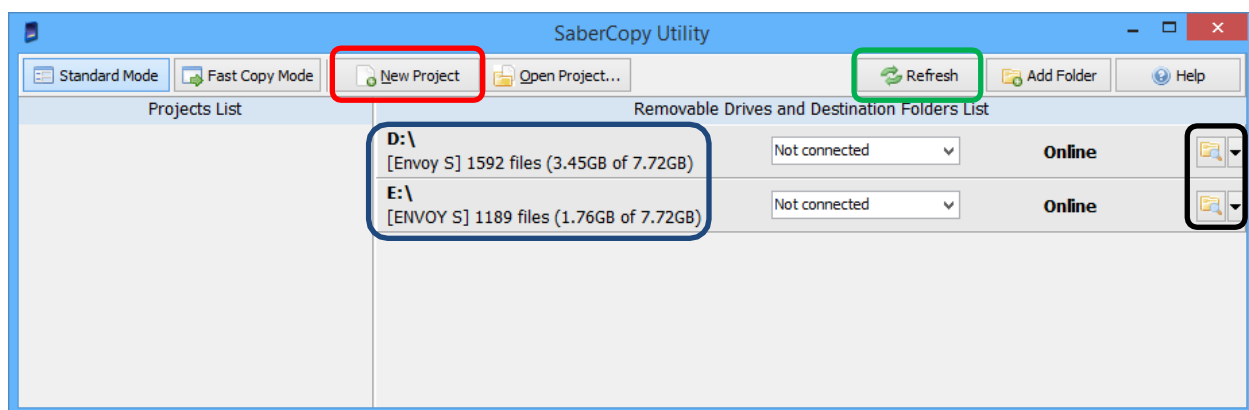 SaberCopy Utility
Standard Mode Fast Copy Mode New Project Open Project... Refresh Add Folder Help
Projects List Removable Drives and Destination Folders List
D:\
[Envoy S] 1592 files (3.45GB of 7.72GB) Not connected Online
E:\
[ENVOY S] 1189 files (1.76GB of 7.72GB) Not connected Online